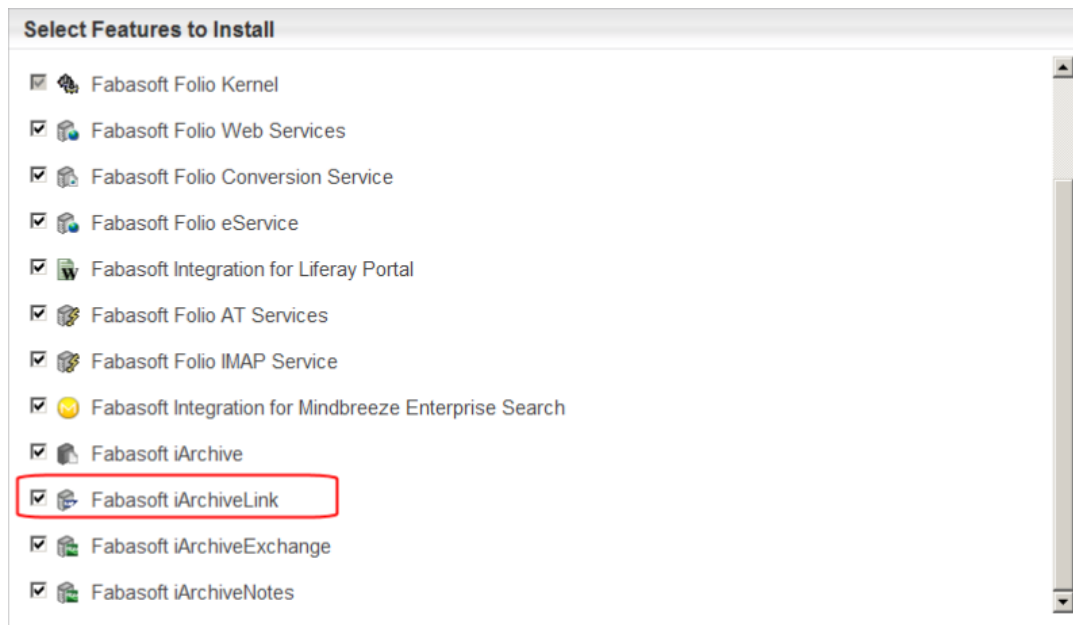 Select Features to Install
Fabasoft Folio Kernel
Fabasoft Folio Web Services
Fabasoft Folio Conversion Service
Fabasoft Folio eService
Fabasoft Integration for Liferay Portal
Fabasoft Folio AT Services
Fabasoft Folio IMAP Service
Fabasoft Integration for Mindbreeze Enterprise Search
Fabasoft iArchive
Fabasoft iArchiveLink
Fabasoft iArchiveExchange
Fabasoft iArchiveNotes